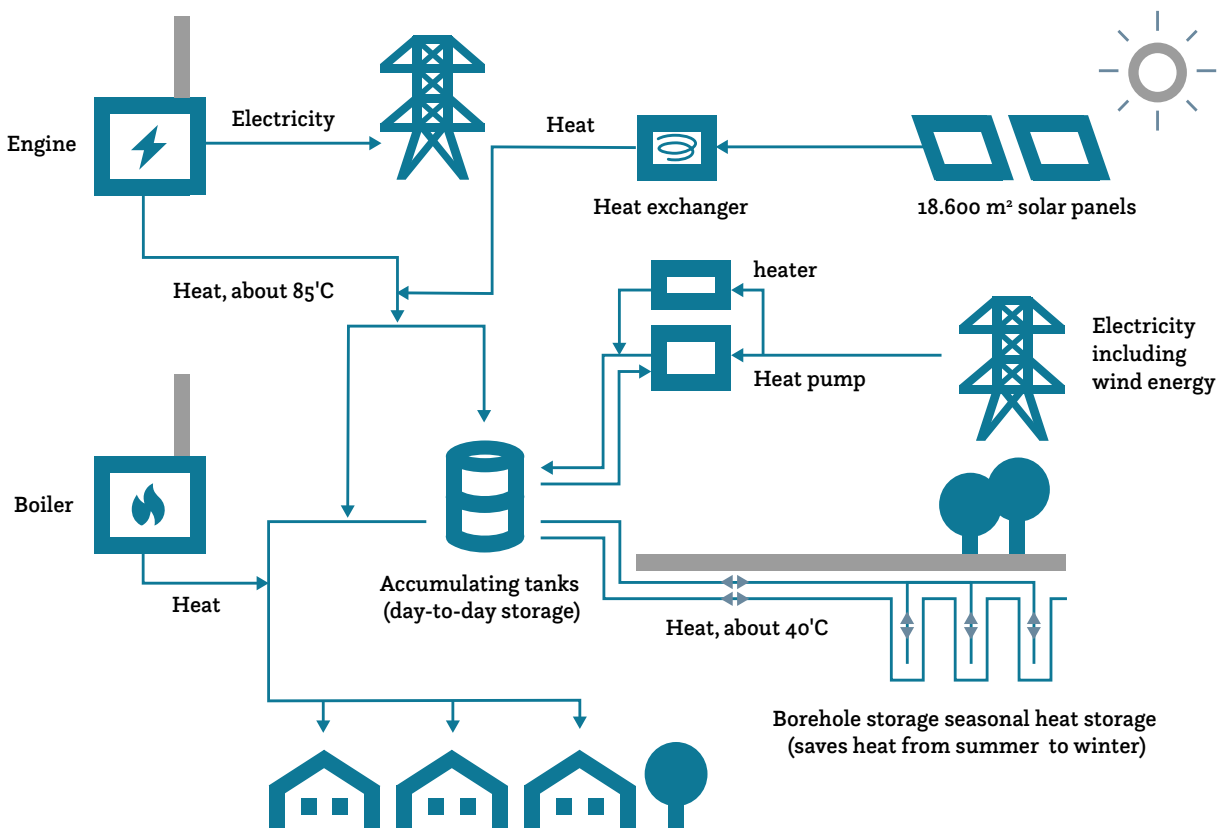 Engine
Electricity
Heat
Heat exchanger
18.600 m² solar panels
Heat, about 85'C
heater
Heat pump
Electricity
including
wind energy
Boiler
Heat
Accumulating tanks
(day-to-day storage)
Heat, about 40'C
Borehole storage seasonal heat storage
(saves heat from summer to winter)